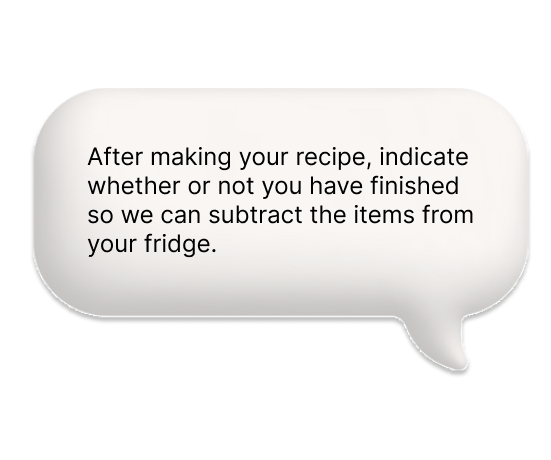 After making your recipe, indicate
whether or not you have finished
so we can subtract the items from
your fridge.